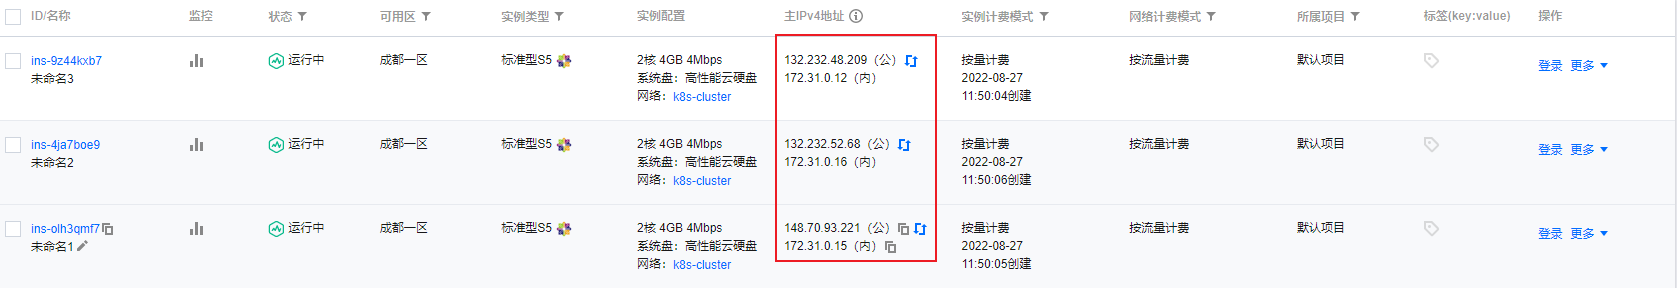 ID/名称 监控 状态 可用区 实例类型 实例配置 主IPv4地址 实例计费模式 网络计费模式 所属项目 标签(key:value) 操作
ins-9z44kxb7 运行中 成都一区 标准型S5 2核 4GB 4Mbps 132.232.48.209（公） 按量计费 按流量计费 默认项目 登录 更多
未命名3 系统盘：高性能云硬盘 172.31.0.12（内） 2022-08-27
网络：k8s-cluster 11:50:04创建
ins-4ja7boe9 运行中 成都一区 标准型S5 2核 4GB 4Mbps 132.232.52.68（公） 按量计费 按流量计费 默认项目 登录 更多
未命名2 系统盘：高性能云硬盘 172.31.0.16（内） 2022-08-27
网络：k8s-cluster 11:50:06创建
ins-olh3qmf7 运行中 成都一区 标准型S5 2核 4GB 4Mbps 148.70.93.221（公） 按量计费 按流量计费 默认项目 登录 更多
未命名1 系统盘：高性能云硬盘 172.31.0.15（内） 2022-08-27
网络：k8s-cluster 11:50:05创建